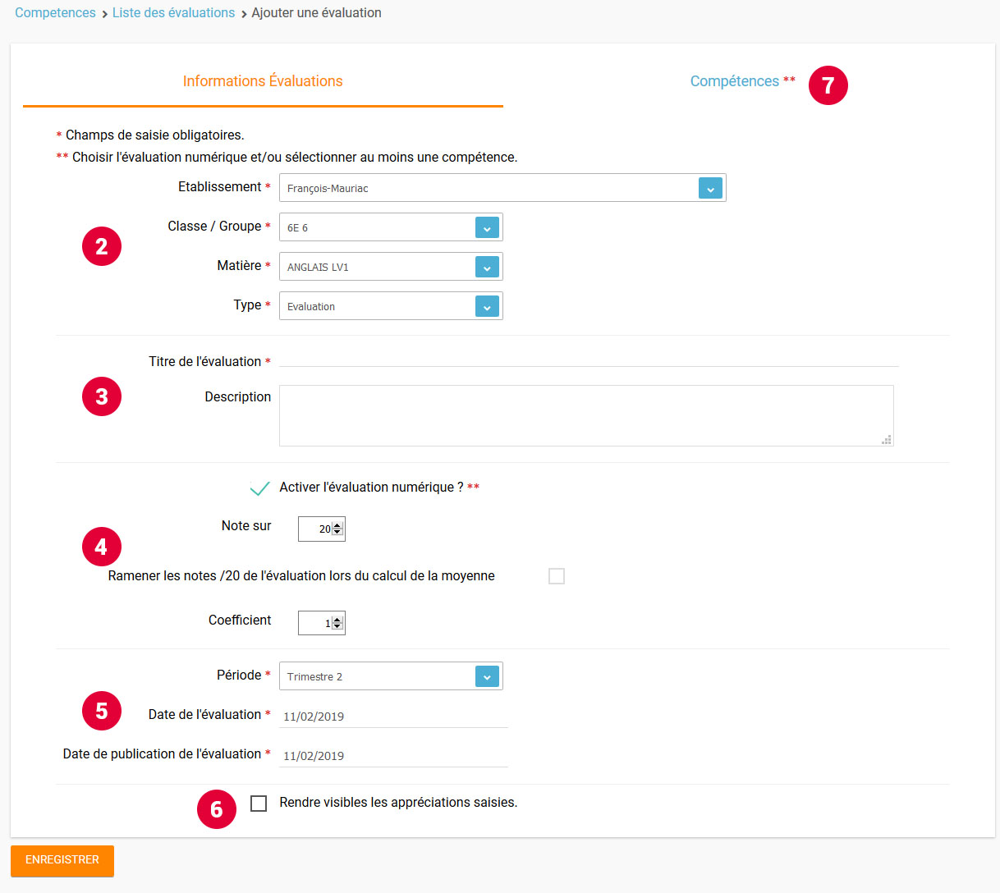 Competences > Liste des évaluations > Ajouter une évaluation
Informations Évaluations
Compétences ** 7
* Champs de saisie obligatoires.
** Choisir l'évaluation numérique et/ou sélectionner au moins une compétence.
Etablissement * François-Mauriac
Classe / Groupe * 6E 6
2
Matière * ANGLAIS LV1
Type * Evaluation
Titre de l'évaluation *
3
Description
Activer l'évaluation numérique ? **
Note sur 20
4
Ramener les notes /20 de l'évaluation lors du calcul de la moyenne
Coefficient 1
Période * Trimestre 2
5
Date de l'évaluation * 11/02/2019
Date de publication de l'évaluation * 11/02/2019
6 Rendre visibles les appréciations saisies.
ENREGISTRER